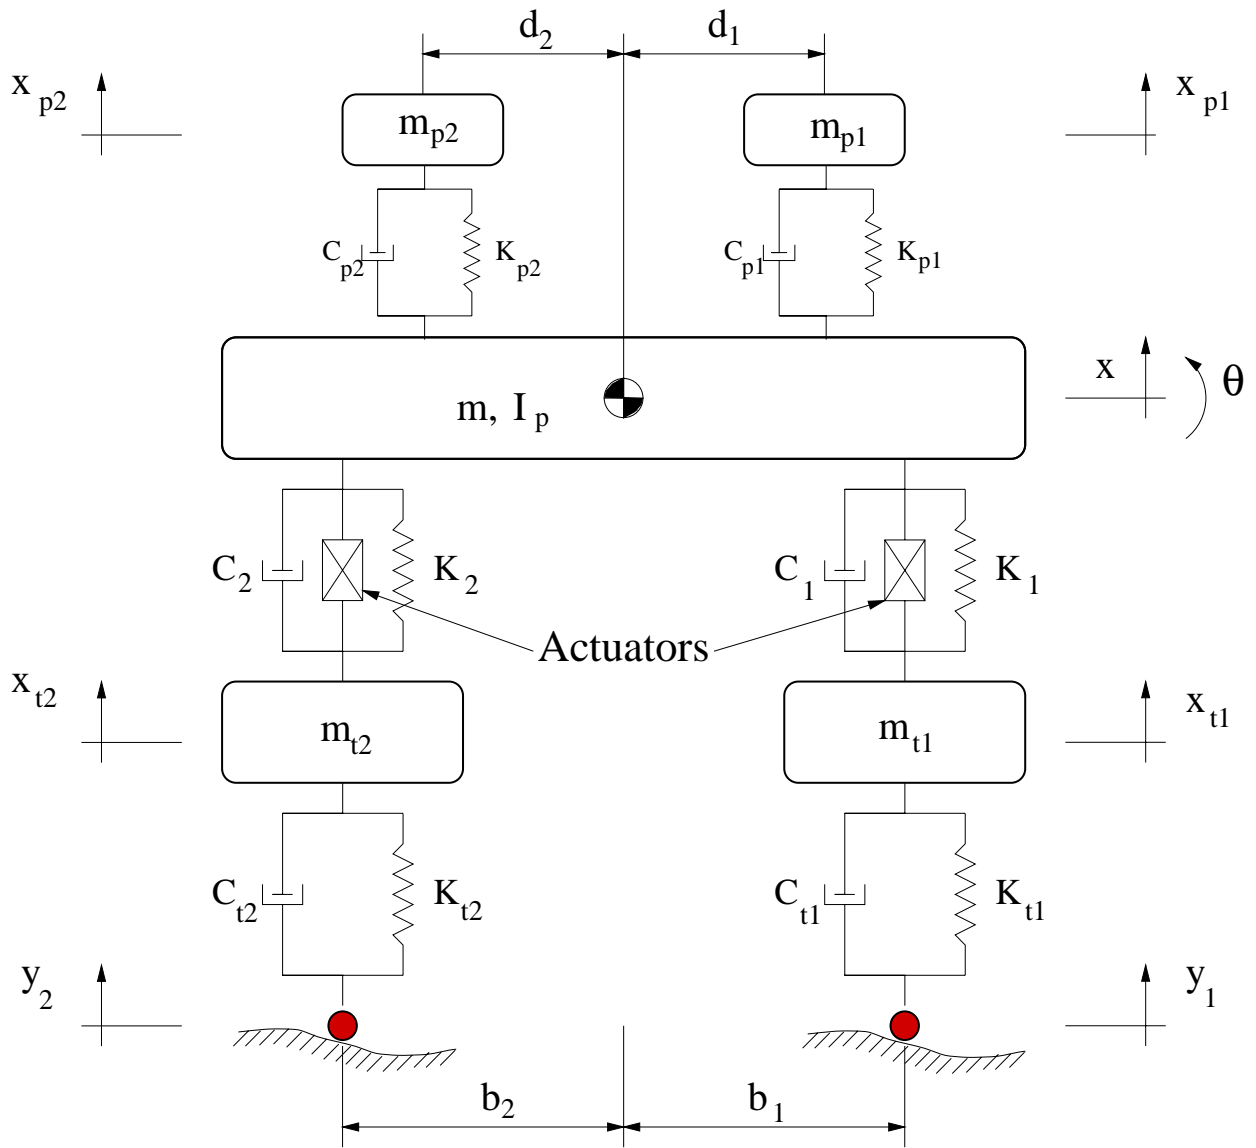 d2 d1
x p2 x p1
m p2 m p1
C p2 K p2 C p1 K p1
m, I p x θ
C 2 K 2 C 1 K 1
Actuators
x t2 x t1
m t2 m t1
C t2 K t2 C t1 K t1
y 2 y 1
b 2 b 1